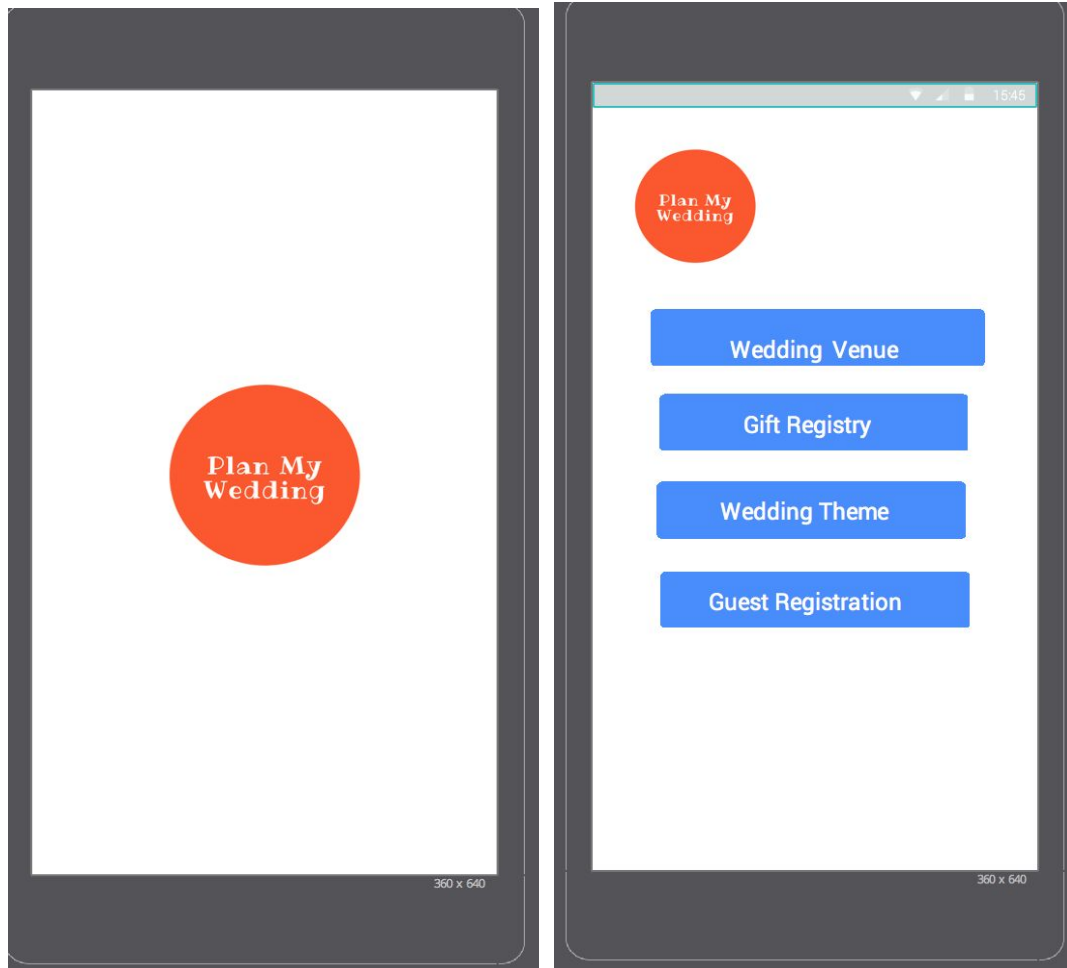 Plan My
Wedding
360 x 640
15:45
Plan My
Wedding
Wedding Venue
Gift Registry
Wedding Theme
Guest Registration
360 x 640